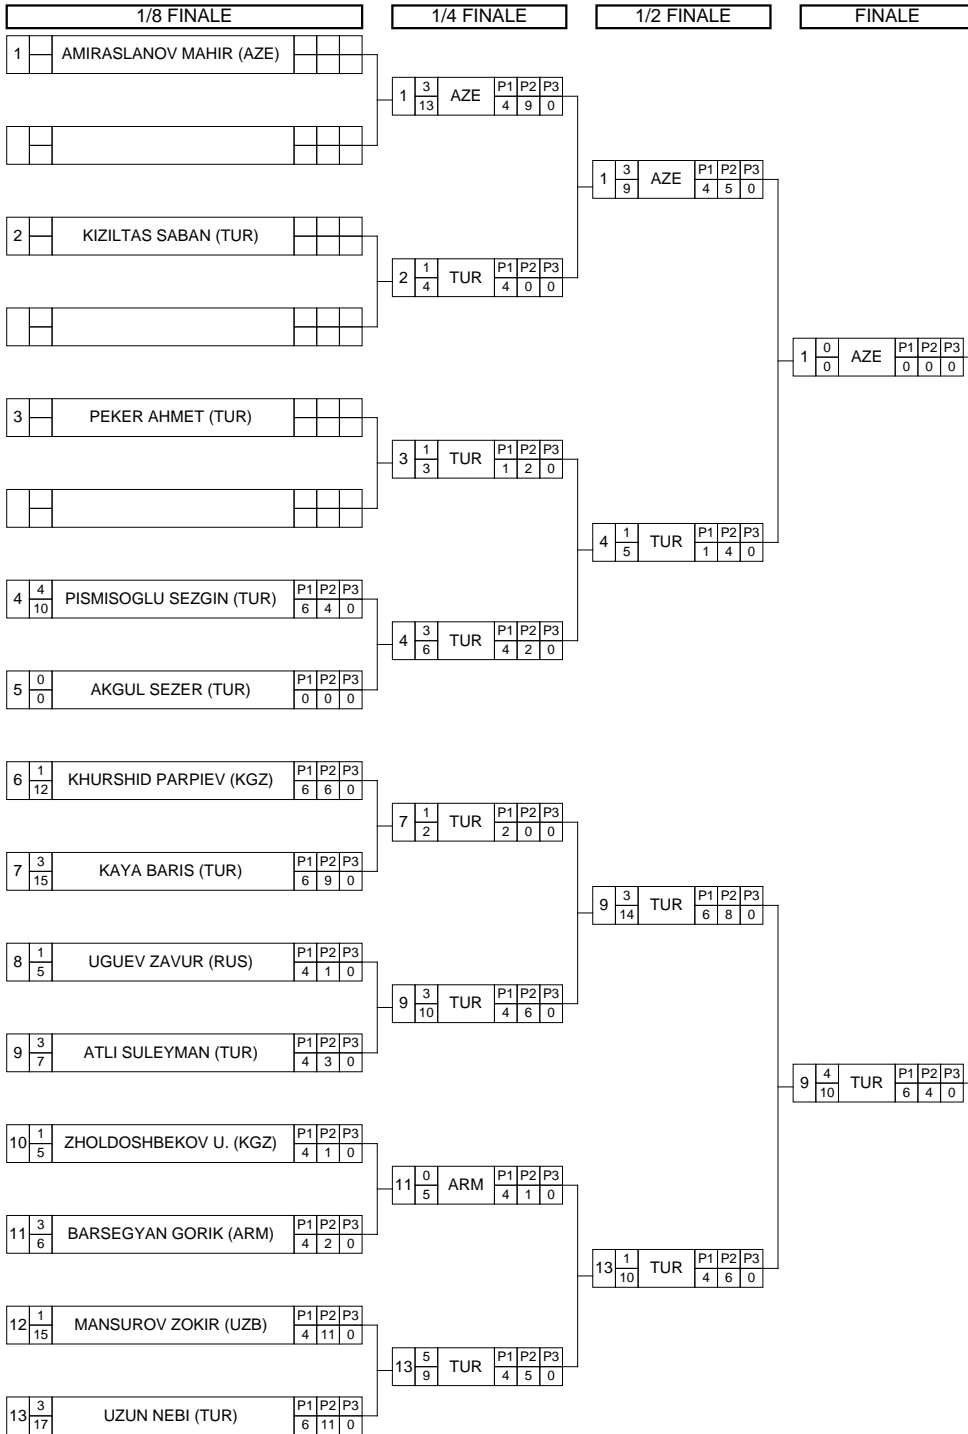 1/8 FINALE 1/4 FINALE 1/2 FINALE FINALE
1 AMIRASLANOV MAHIR (AZE)
1 3 13 AZE P1 P2 P3 4 9 0
1 3 9 AZE P1 P2 P3 4 5 0
2 KIZILTAS SABAN (TUR)
2 1 4 TUR P1 P2 P3 4 0 0
1 0 0 AZE P1 P2 P3 0 0 0
3 PEKER AHMET (TUR)
3 1 3 TUR P1 P2 P3 1 2 0
4 1 5 TUR P1 P2 P3 1 4 0
4 4 10 PISMISOGLU SEZGIN (TUR) P1 P2 P3 6 4 0
4 3 6 TUR P1 P2 P3 4 2 0
5 0 0 AKGUL SEZER (TUR) P1 P2 P3 0 0 0
6 1 12 KHURSHID PARPIEV (KGZ) P1 P2 P3 6 6 0
7 1 2 TUR P1 P2 P3 2 0 0
7 3 15 KAYA BARIS (TUR) P1 P2 P3 6 9 0
9 3 14 TUR P1 P2 P3 6 8 0
8 1 5 UGUEV ZAVUR (RUS) P1 P2 P3 4 1 0
9 3 10 TUR P1 P2 P3 4 6 0
9 3 7 ATLI SULEYMAN (TUR) P1 P2 P3 4 3 0
9 4 10 TUR P1 P2 P3 6 4 0
10 1 5 ZHOLDOSHBEKOV U. (KGZ) P1 P2 P3 4 1 0
11 0 5 ARM P1 P2 P3 4 1 0
11 3 6 BARSEGYAN GORIK (ARM) P1 P2 P3 4 2 0
13 1 10 TUR P1 P2 P3 4 6 0
12 1 15 MANSUROV ZOKIR (UZB) P1 P2 P3 4 11 0
13 5 9 TUR P1 P2 P3 4 5 0
13 3 17 UZUN NEBI (TUR) P1 P2 P3 6 11 0